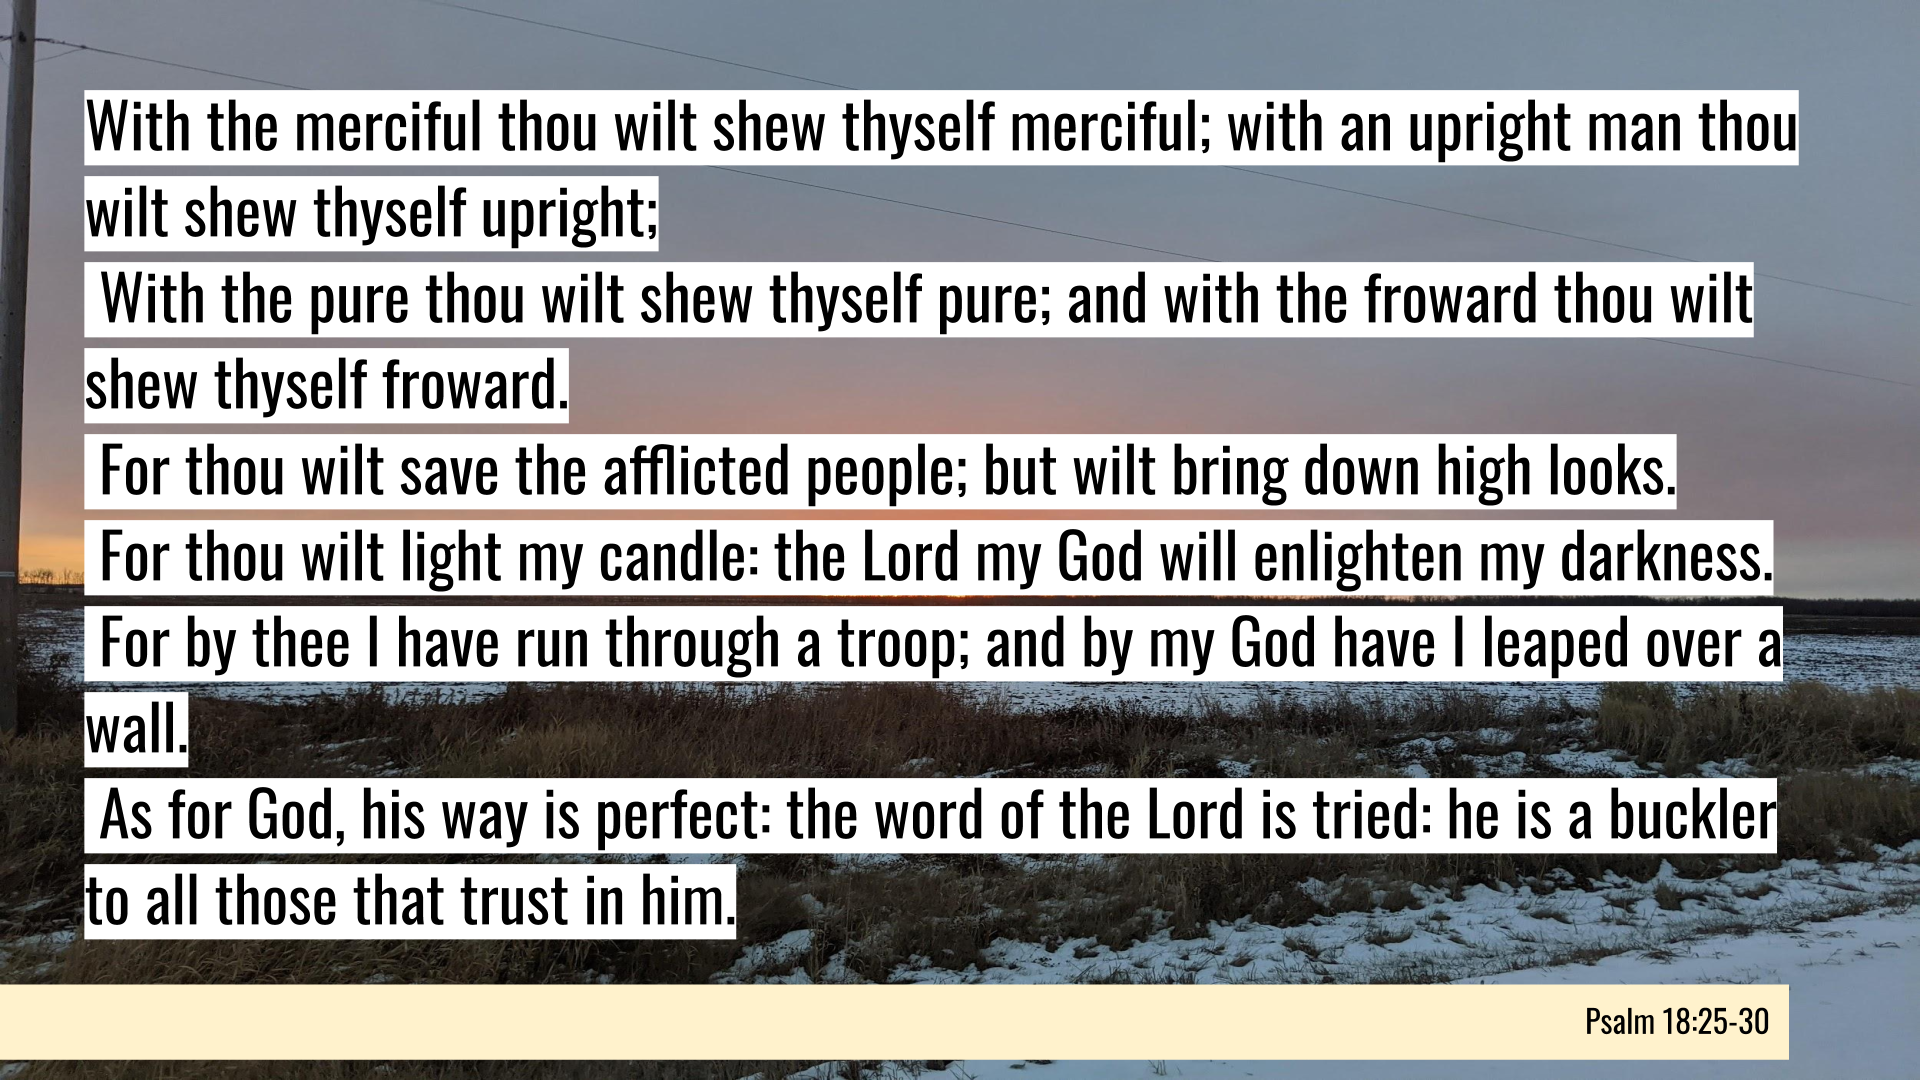 With the merciful thou wilt shew thyself merciful; with an upright man thou
wilt shew thyself upright;
With the pure thou wilt shew thyself pure; and with the froward thou wilt
shew thyself froward.
For thou wilt save the afflicted people; but wilt bring down high looks.
For thou wilt light my candle: the Lord my God will enlighten my darkness.
For by thee I have run through a troop; and by my God have I leaped over a
wall.
As for God, his way is perfect: the word of the Lord is tried: he is a buckler
to all those that trust in him.
Psalm 18:25-30